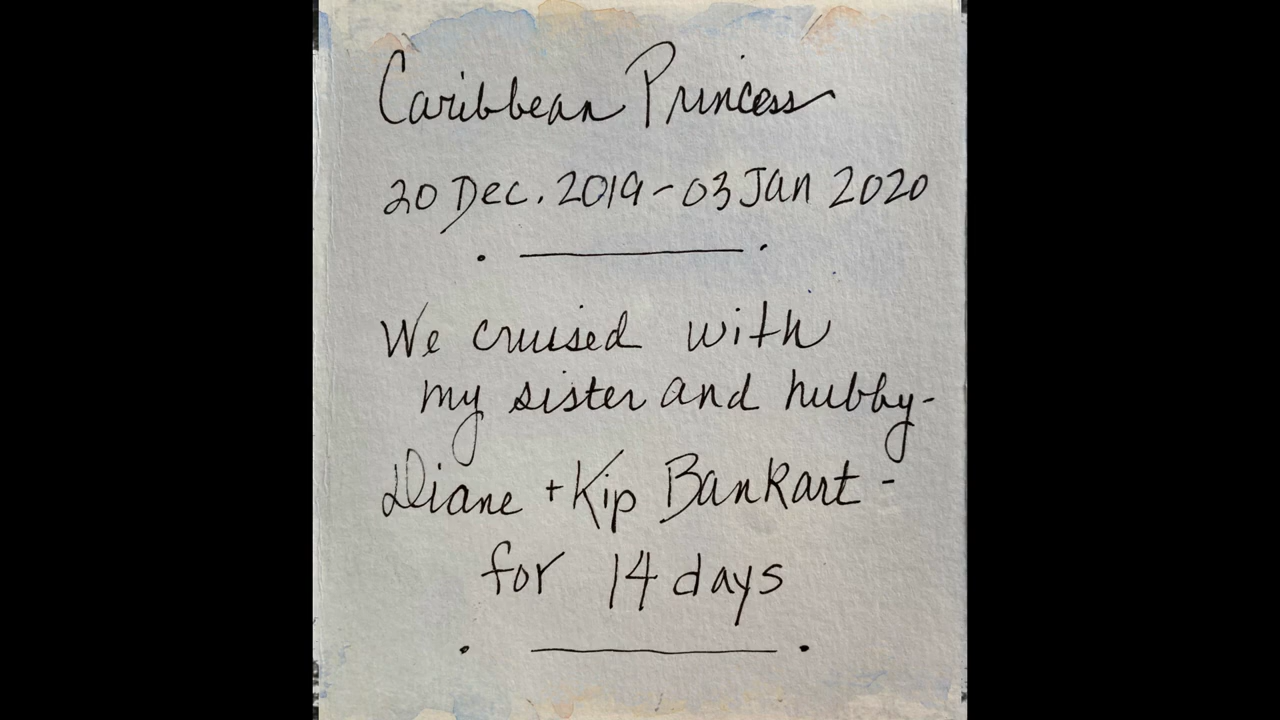 Caribbean Princess
20 Dec. 2019 - 03 Jan 2020
We cruised with
my sister and hubby -
Diane + Kip Bankart -
for 14 days